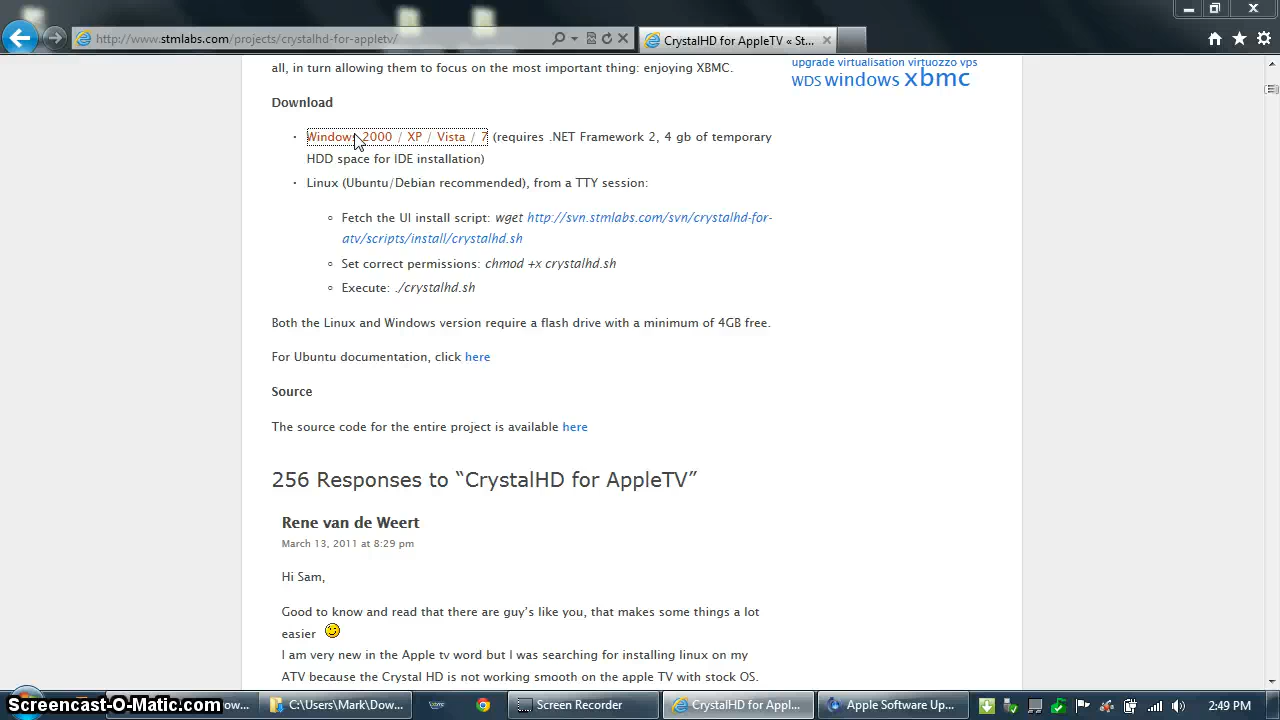 http://www.stmlabs.com/projects/crystalhd-for-appletv/
CrystalHD for AppleTV « St...
all, in turn allowing them to focus on the most important thing: enjoying XBMC.
upgrade virtualisation virtuozzo vps
WDS windows xbmc
Download
Windows 2000 / XP / Vista / 7 (requires .NET Framework 2, 4 gb of temporary
HDD space for IDE installation)
Linux (Ubuntu/Debian recommended), from a TTY session:
Fetch the UI install script: wget http://svn.stmlabs.com/svn/crystalhd-for-
atv/scripts/install/crystalhd.sh
Set correct permissions: chmod +x crystalhd.sh
Execute: ./crystalhd.sh
Both the Linux and Windows version require a flash drive with a minimum of 4GB free.
For Ubuntu documentation, click here
Source
The source code for the entire project is available here
256 Responses to “CrystalHD for AppleTV”
Rene van de Weert
March 13, 2011 at 8:29 pm
Hi Sam,
Good to know and read that there are guy’s like you, that makes some things a lot
easier
I am very new in the Apple tv word but I was searching for installing linux on my
ATV because the Crystal HD is not working smooth on the apple TV with stock OS.
Screencast-O-Matic.com
C:\Users\Mark\Dow...
Screen Recorder
CrystalHD for Appl...
Apple Software Up...
2:49 PM